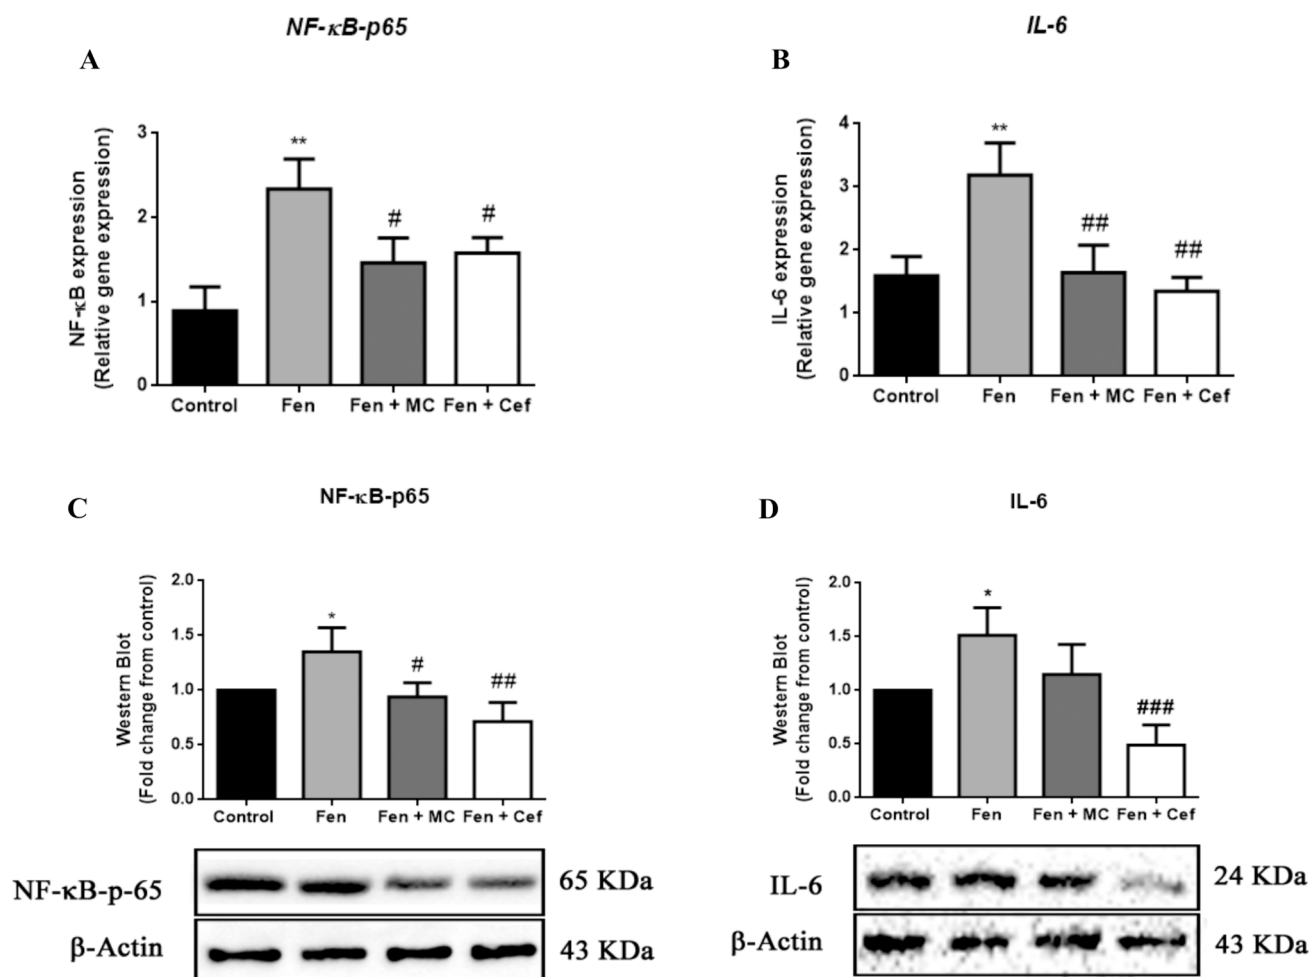 A
NF-κB-p65
NF-κB expression
(Relative gene expression)
3
2
1
0
**
#
#
Control
Fen
Fen + MC
Fen + Cef
B
IL-6
IL-6 expression
(Relative gene expression)
4
3
2
1
0
**
##
##
Control
Fen
Fen + MC
Fen + Cef
C
NF-κB-p65
Western Blot
(Fold change from control)
2.0
1.5
1.0
0.5
0.0
*
#
##
Control
Fen
Fen + MC
Fen + Cef
NF-κB-p-65
65 KDa
β-Actin
43 KDa
D
IL-6
Western Blot
(Fold change from control)
2.0
1.5
1.0
0.5
0.0
*
###
Control
Fen
Fen + MC
Fen + Cef
IL-6
24 KDa
β-Actin
43 KDa